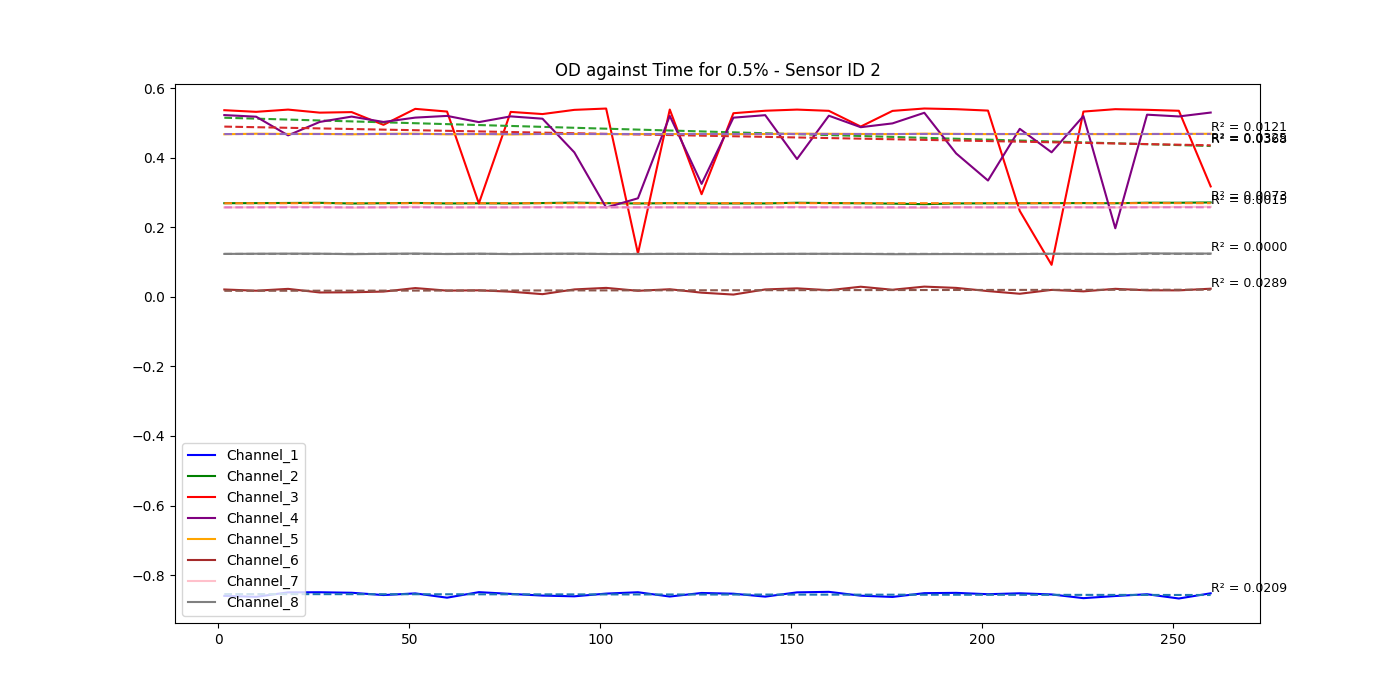 OD against Time for 0.5% - Sensor ID 2
0.6
0.4
0.2
0.0
−0.2
−0.4
−0.6
−0.8
R² = 0.0121
R² =
R² = 0.0073
R² = 0.0015
R² = 0.0000
R² = 0.0289
R² = 0.0209
Channel_1
Channel_2
Channel_3
Channel_4
Channel_5
Channel_6
Channel_7
Channel_8
0
50
100
150
200
250